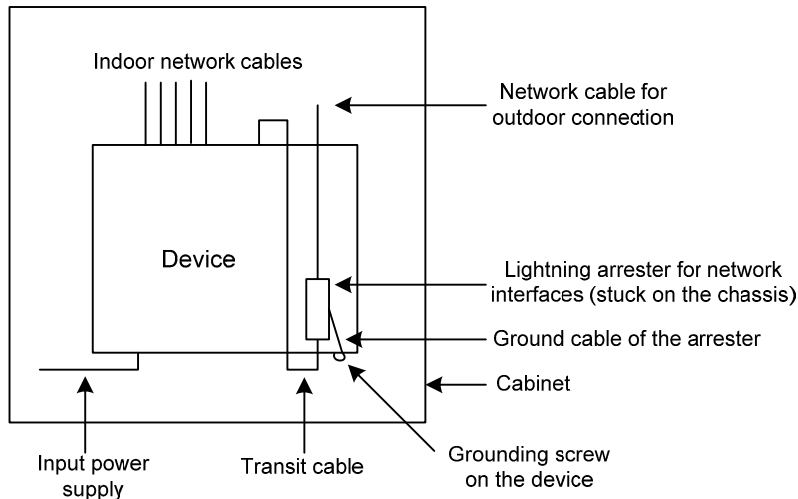 Indoor network cables
Network cable for
outdoor connection
Device
Lightning arrester for network
interfaces (stuck on the chassis)
Ground cable of the arrester
Cabinet
Grounding screw
on the device
Input power
supply
Transit cable